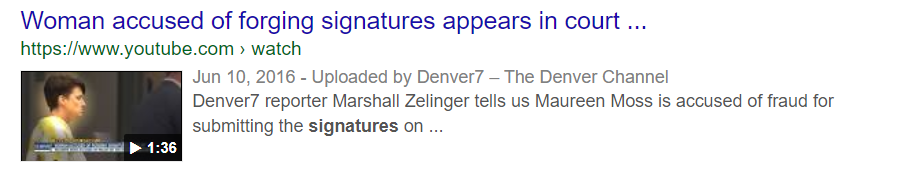 Woman accused of forging signatures appears in court ...
https://www.youtube.com › watch
Jun 10, 2016 - Uploaded by Denver7 – The Denver Channel
Denver7 reporter Marshall Zelinger tells us Maureen Moss is accused of fraud for
submitting the signatures on ...
1:36